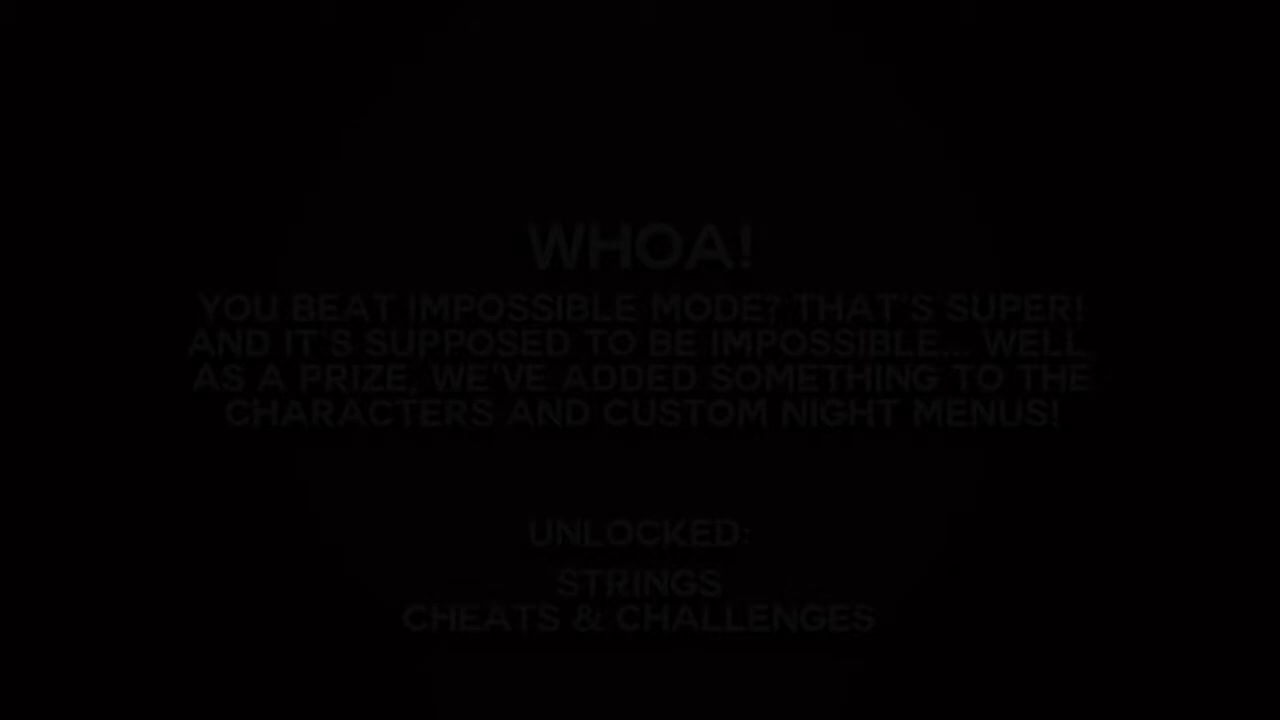 WHOA!
YOU BEAT IMPOSSIBLE MODE? THAT'S SUPER!
AND IT'S SUPPOSED TO BE IMPOSSIBLE... WELL,
AS A PRIZE, WE'VE ADDED SOMETHING TO THE
CHARACTERS AND CUSTOM NIGHT MENUS!
UNLOCKED:
STRINGS
CHEATS & CHALLENGES